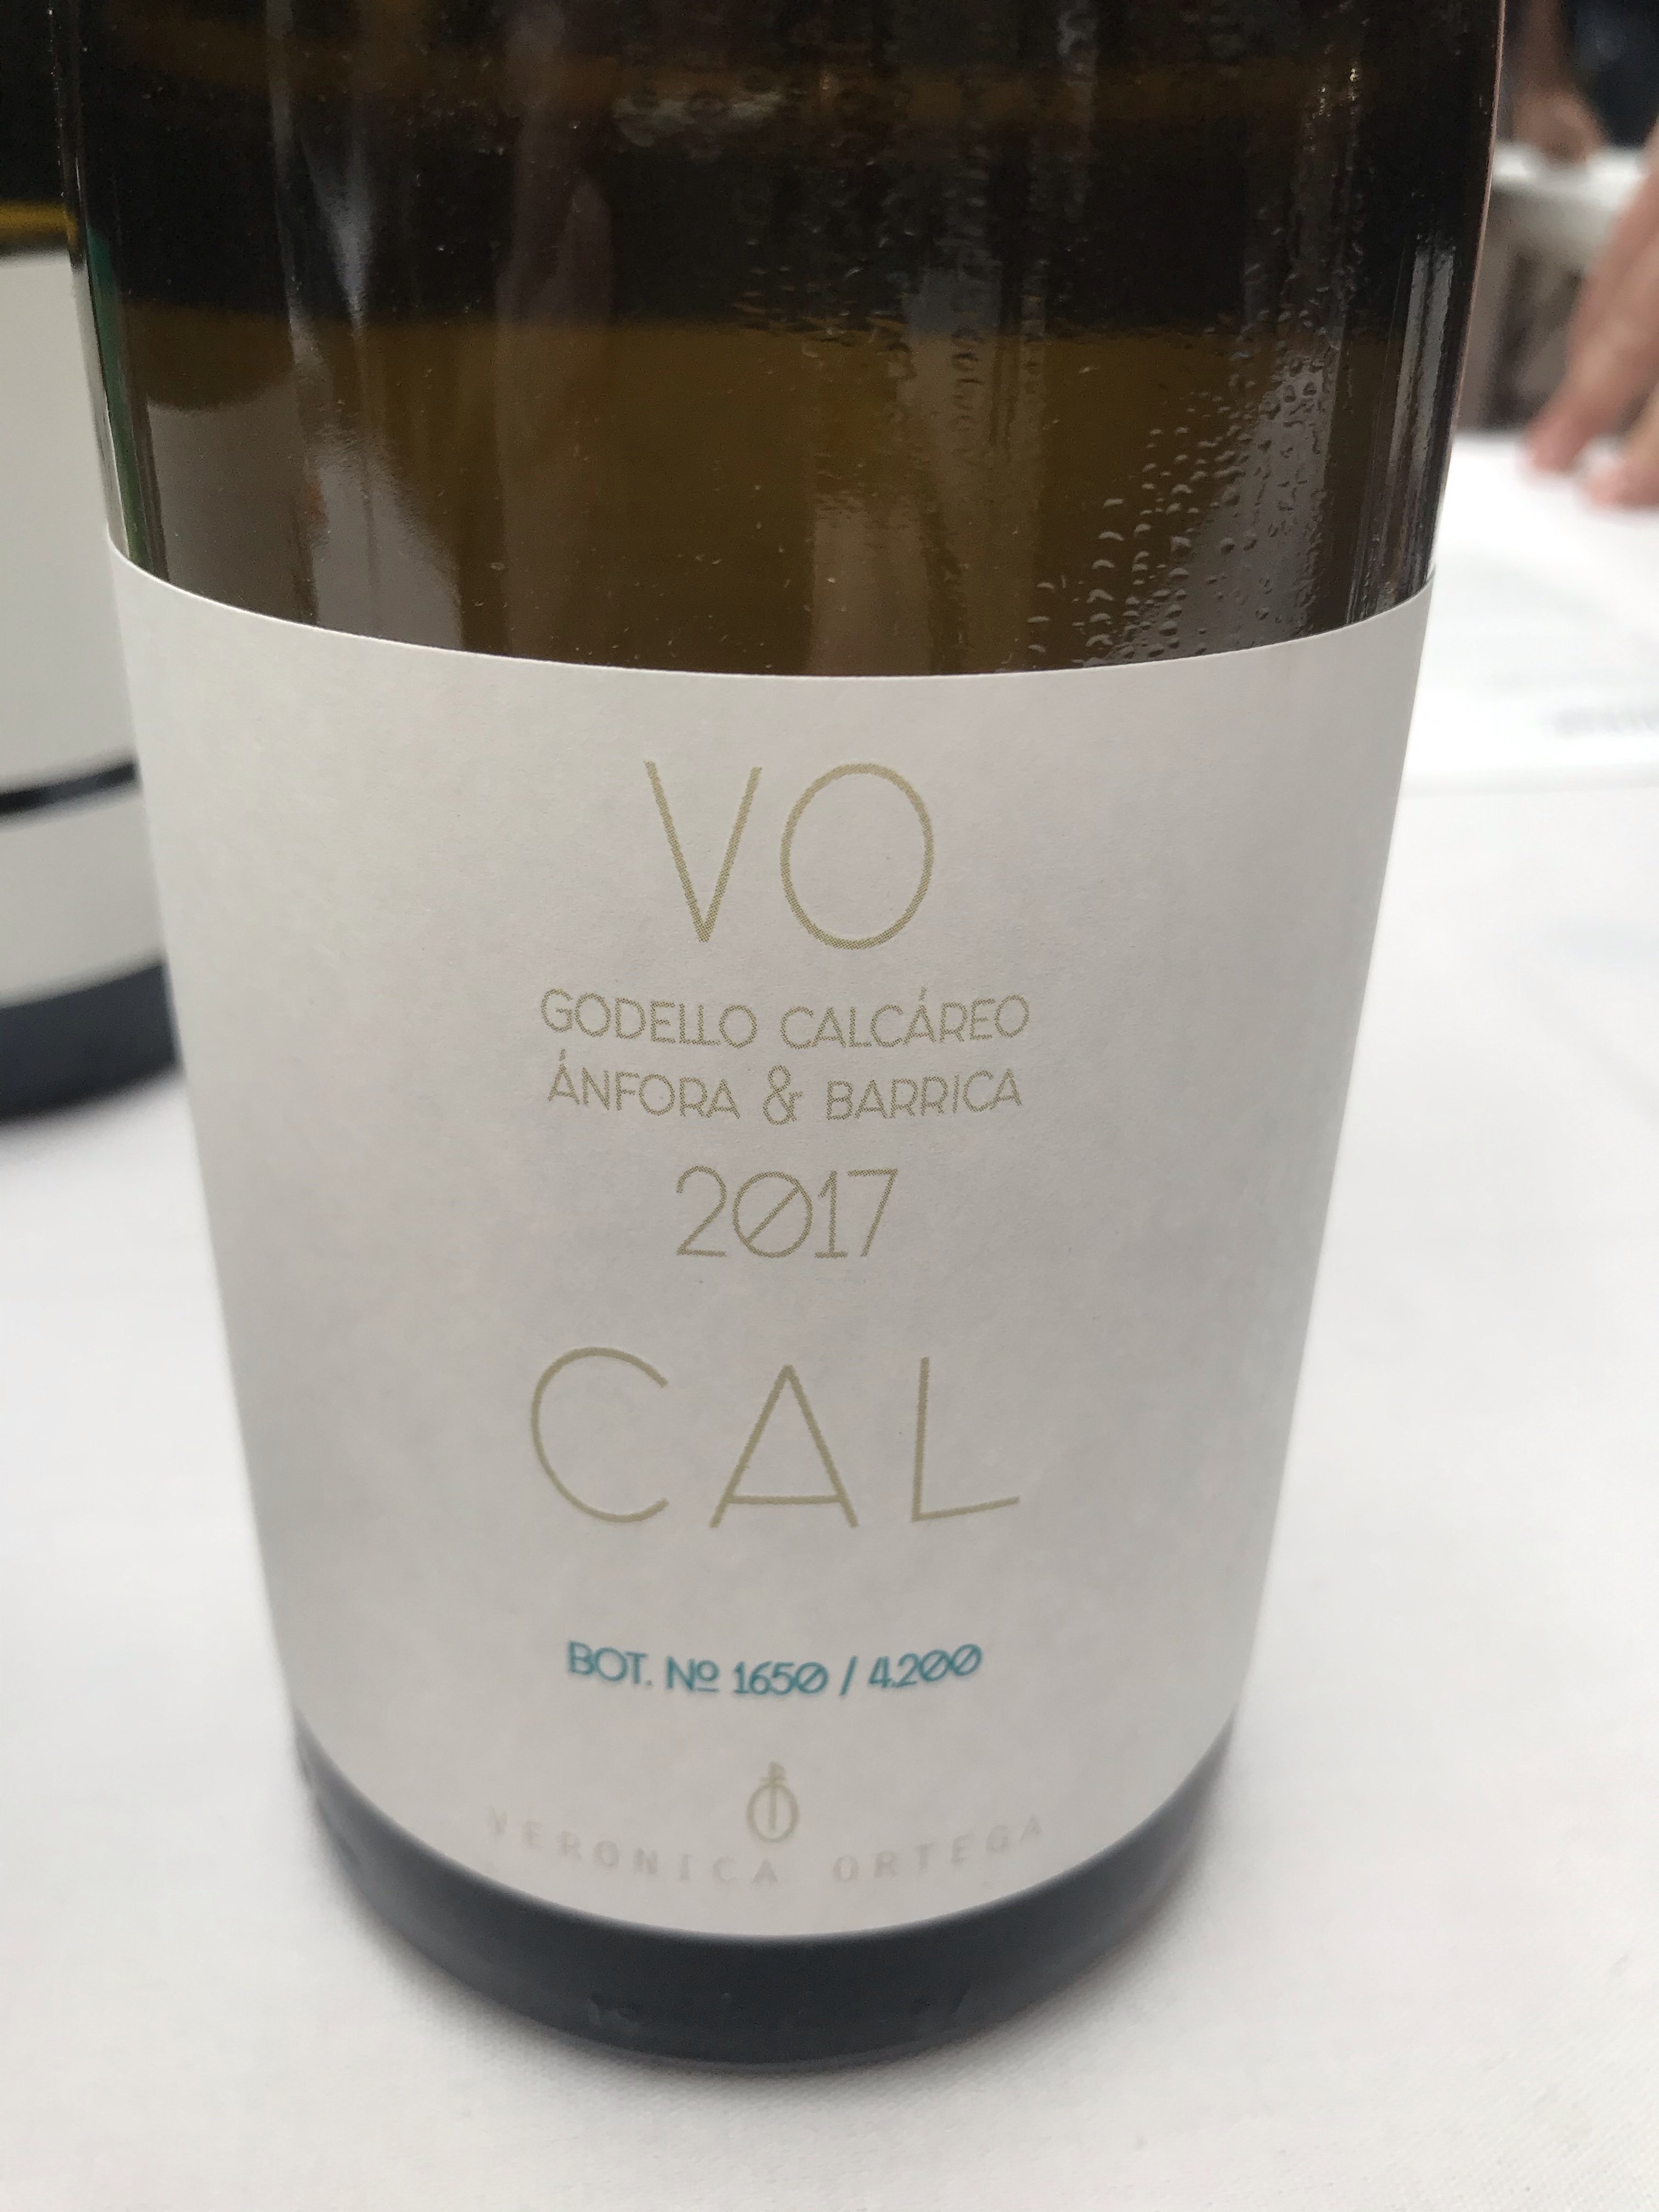 VO
GODELLO CALCÁREO
ÁNFORA & BARRICA
2017
CAL
BOT. Nº 1650 / 4200
VERONICA ORTEGA